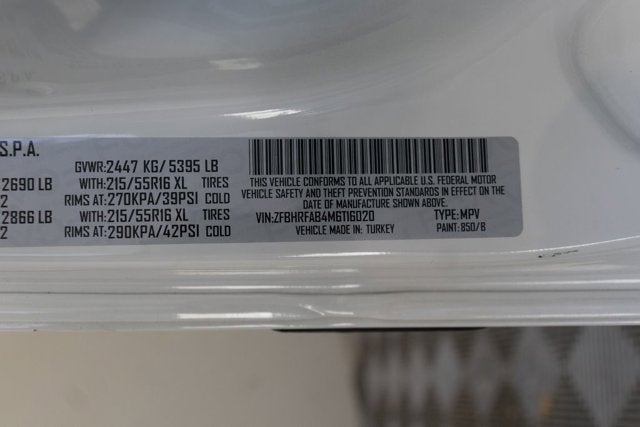 S.P.A.
GVWR:2447 KG/ 5395 LB
2690 LB WITH:215/55R16 XL TIRES
2 RIMS AT:270KPA/39PSI COLD
2866 LB WITH:215/55R16 XL TIRES
2 RIMS AT:290KPA/42PSI COLD
THIS VEHICLE CONFORMS TO ALL APPLICABLE U.S. FEDERAL MOTOR
VEHICLE SAFETY AND THEFT PREVENTION STANDARDS IN EFFECT ON
DATE OF MANUFACTURE SHOWN ABOVE.
VIN:ZFBHRFAB4M6T16020 TYPE: MPV
VEHICLE MADE IN: TURKEY PAINT: 850/B